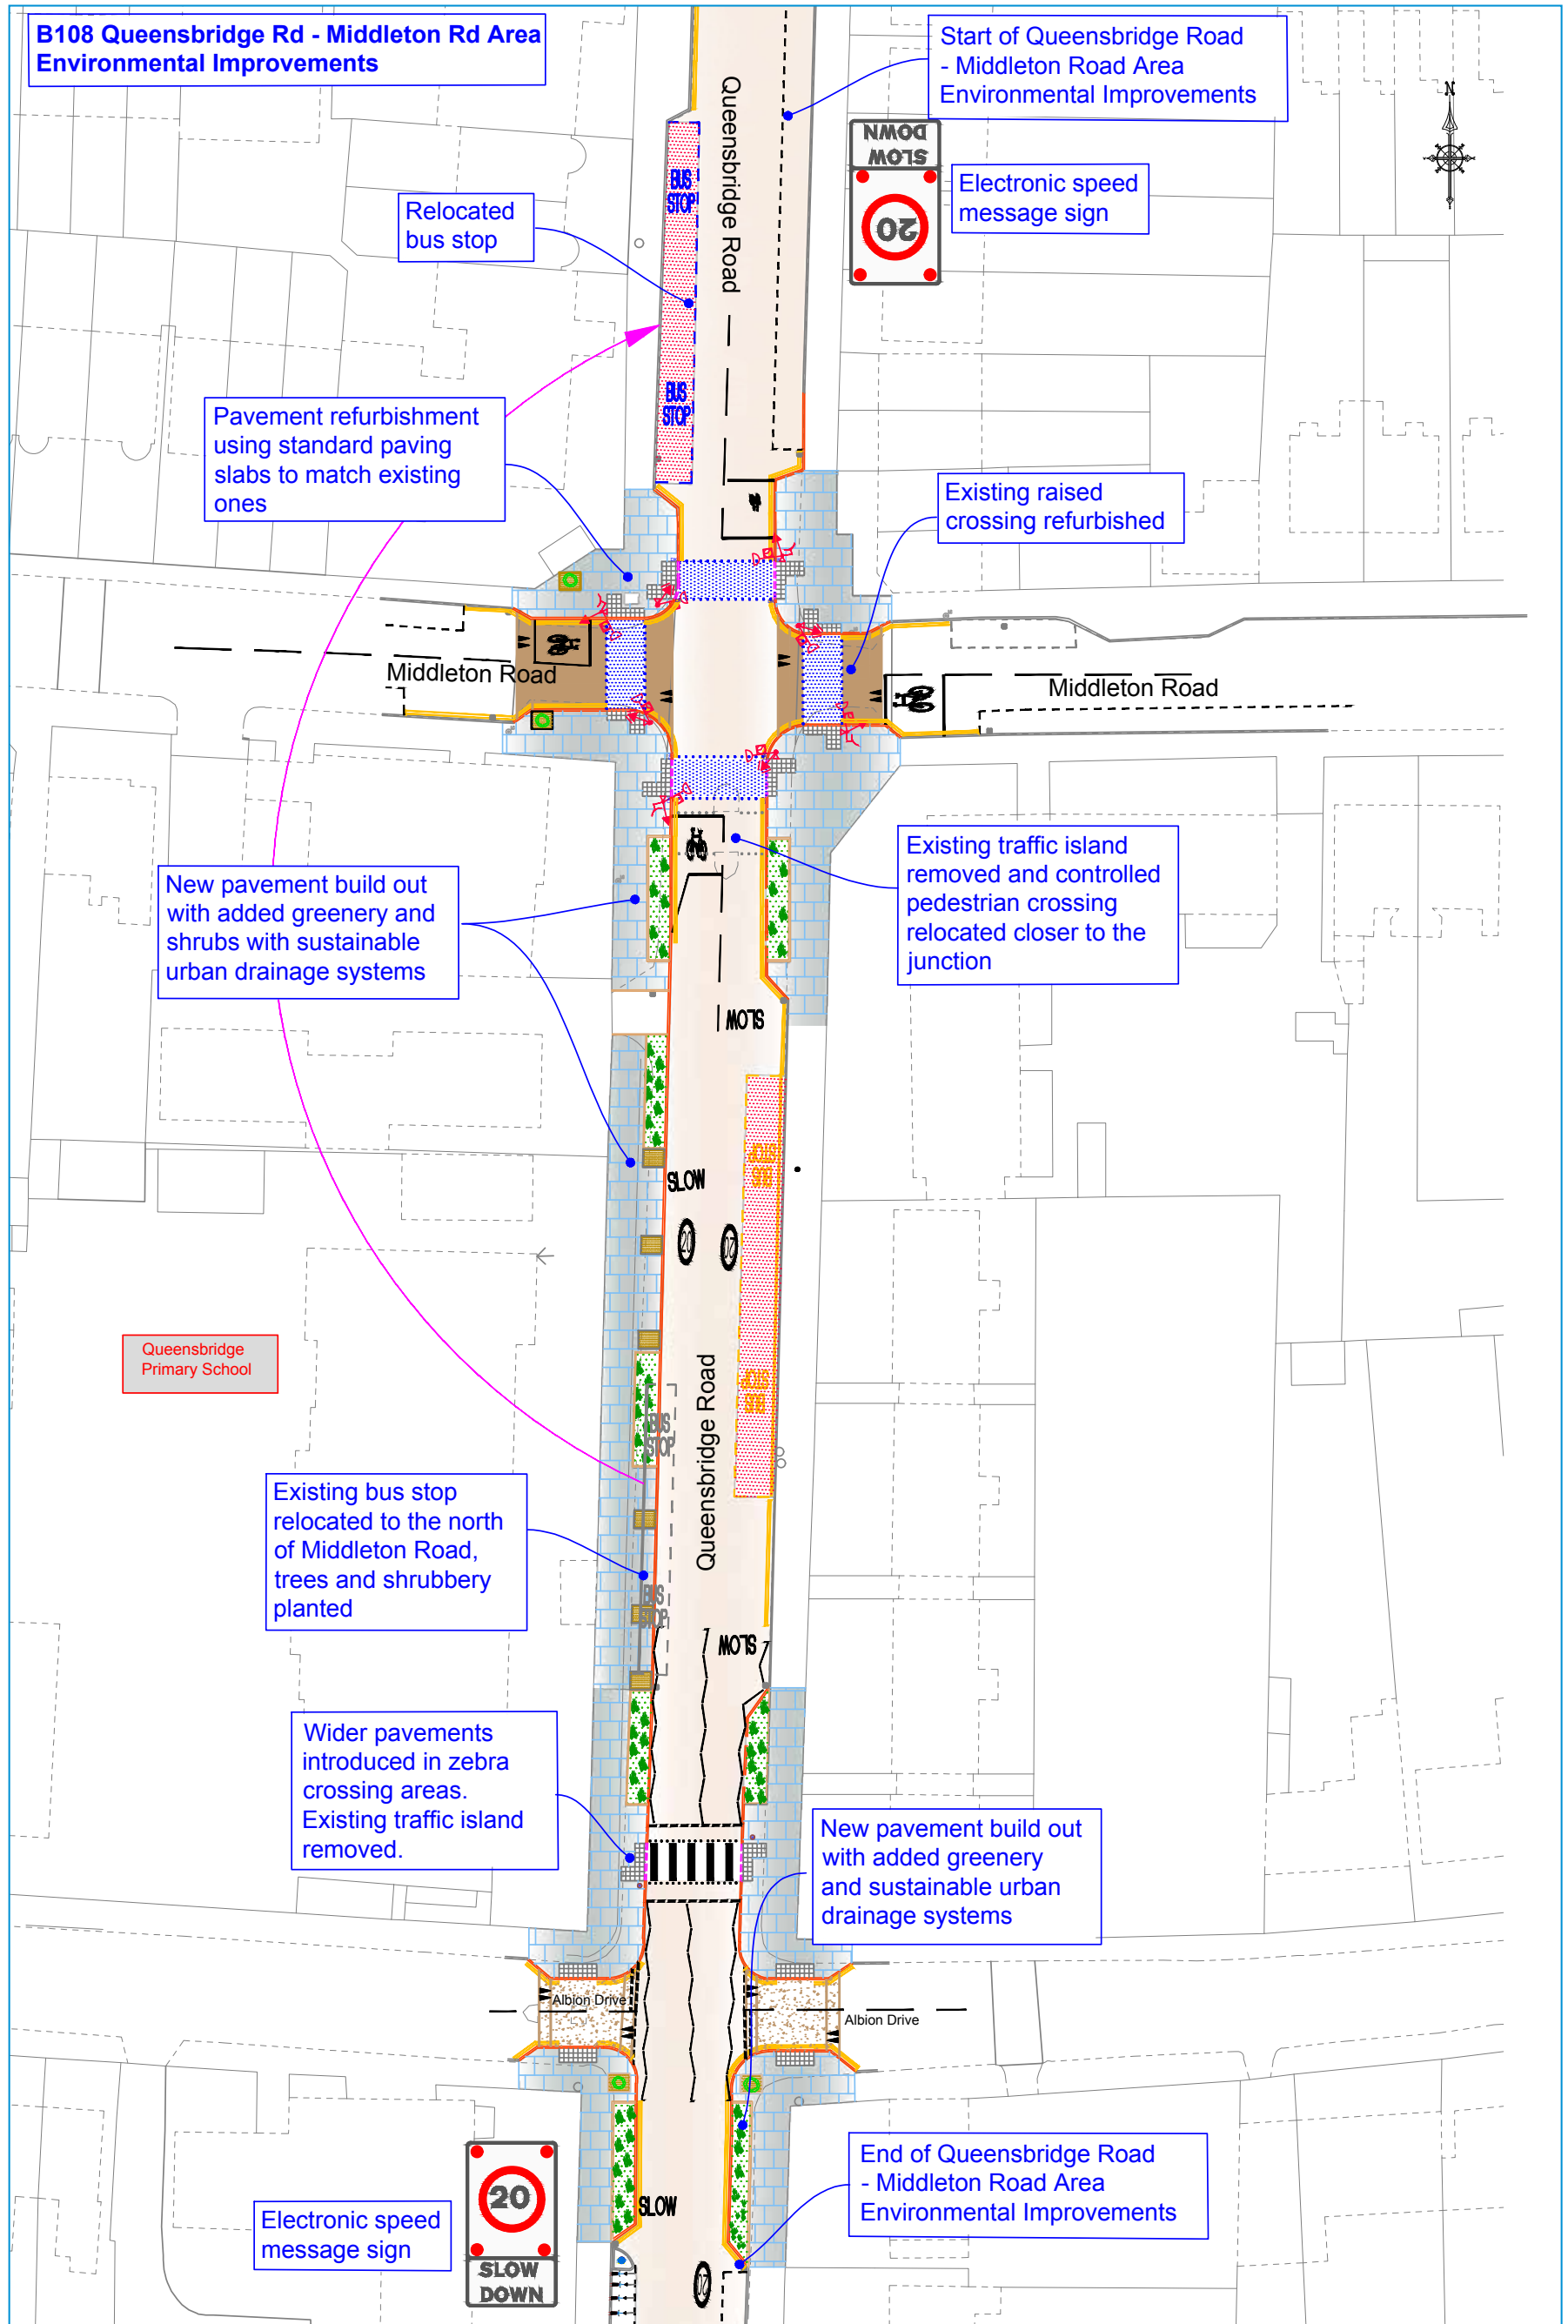 B108 Queensbridge Rd - Middleton Rd Area
Environmental Improvements
Start of Queensbridge Road
- Middleton Road Area
Environmental Improvements
N
Queensbridge Road
SLOW
DOWN
20
Electronic speed
message sign
BUS
STOP
Relocated
bus stop
BUS
STOP
Pavement refurbishment
using standard paving
slabs to match existing
ones
Existing raised
crossing refurbished
Middleton Road
Middleton Road
New pavement build out
with added greenery and
shrubs with sustainable
urban drainage systems
Existing traffic island
removed and controlled
pedestrian crossing
relocated closer to the
junction
SLOW
BUS
STOP
SLOW
20
20
Queensbridge
Primary School
Queensbridge Road
BUS
STOP
BUS
STOP
Existing bus stop
relocated to the north
of Middleton Road,
trees and shrubbery
planted
BUS
STOP
SLOW
Wider pavements
introduced in zebra
crossing areas.
Existing traffic island
removed.
New pavement build out
with added greenery
and sustainable urban
drainage systems
Albion Drive
Albion Drive
End of Queensbridge Road
- Middleton Road Area
Environmental Improvements
20
SLOW
DOWN
Electronic speed
message sign
SLOW
20